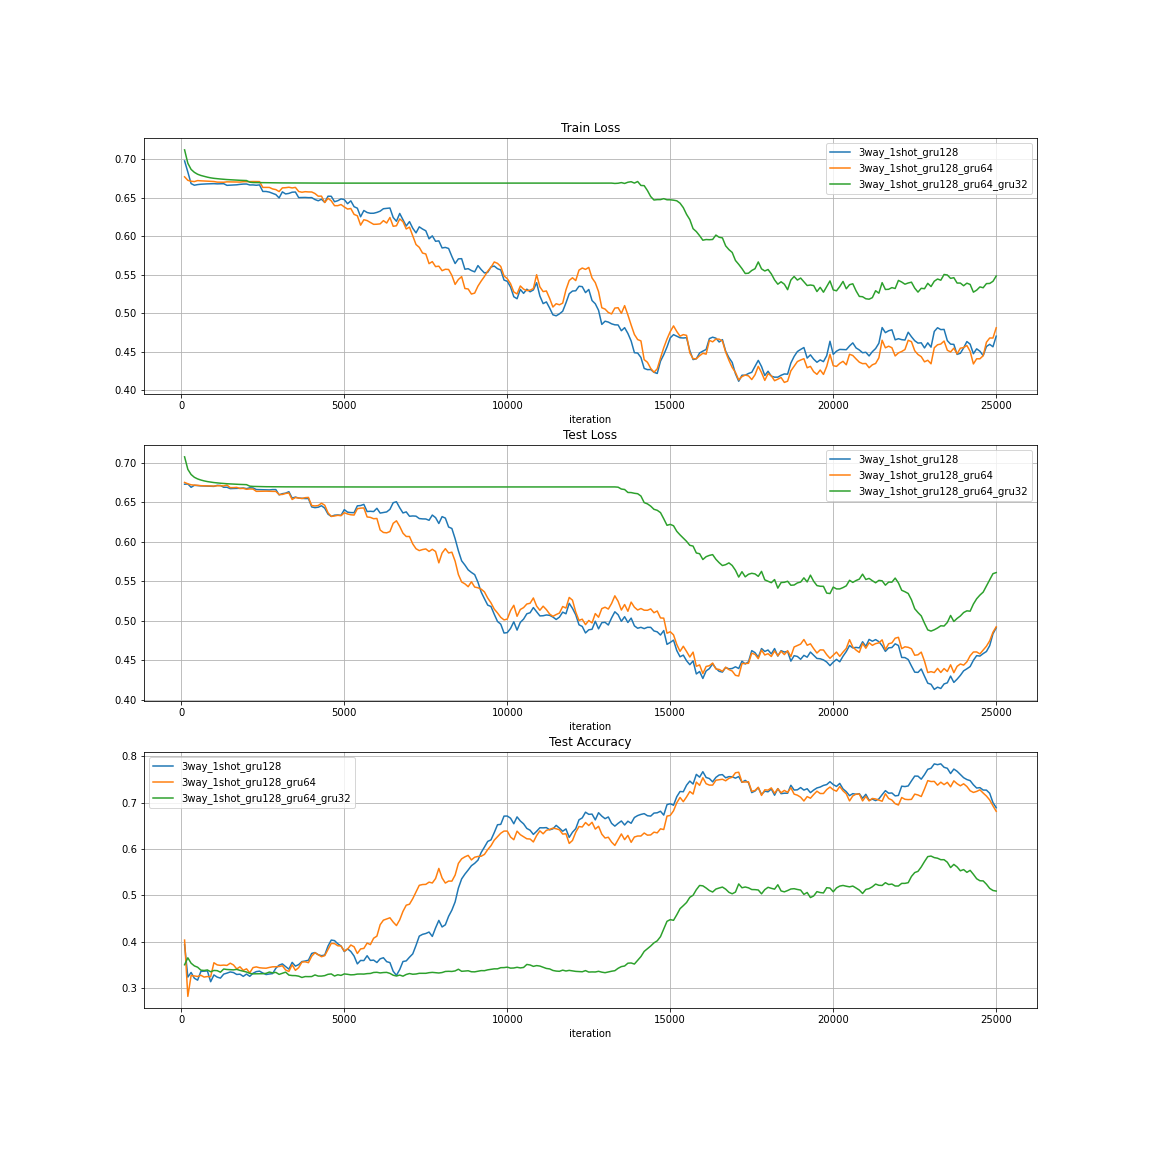 Train Loss
0.70
0.65
0.60
0.55
0.50
0.45
0.40
3way_1shot_gru128
3way_1shot_gru128_gru64
3way_1shot_gru128_gru64_gru32
0 5000 10000 15000 20000 25000
iteration
Test Loss
0.70
0.65
0.60
0.55
0.50
0.45
0.40
3way_1shot_gru128
3way_1shot_gru128_gru64
3way_1shot_gru128_gru64_gru32
0 5000 10000 15000 20000 25000
iteration
Test Accuracy
0.8
0.7
0.6
0.5
0.4
0.3
3way_1shot_gru128
3way_1shot_gru128_gru64
3way_1shot_gru128_gru64_gru32
0 5000 10000 15000 20000 25000
iteration